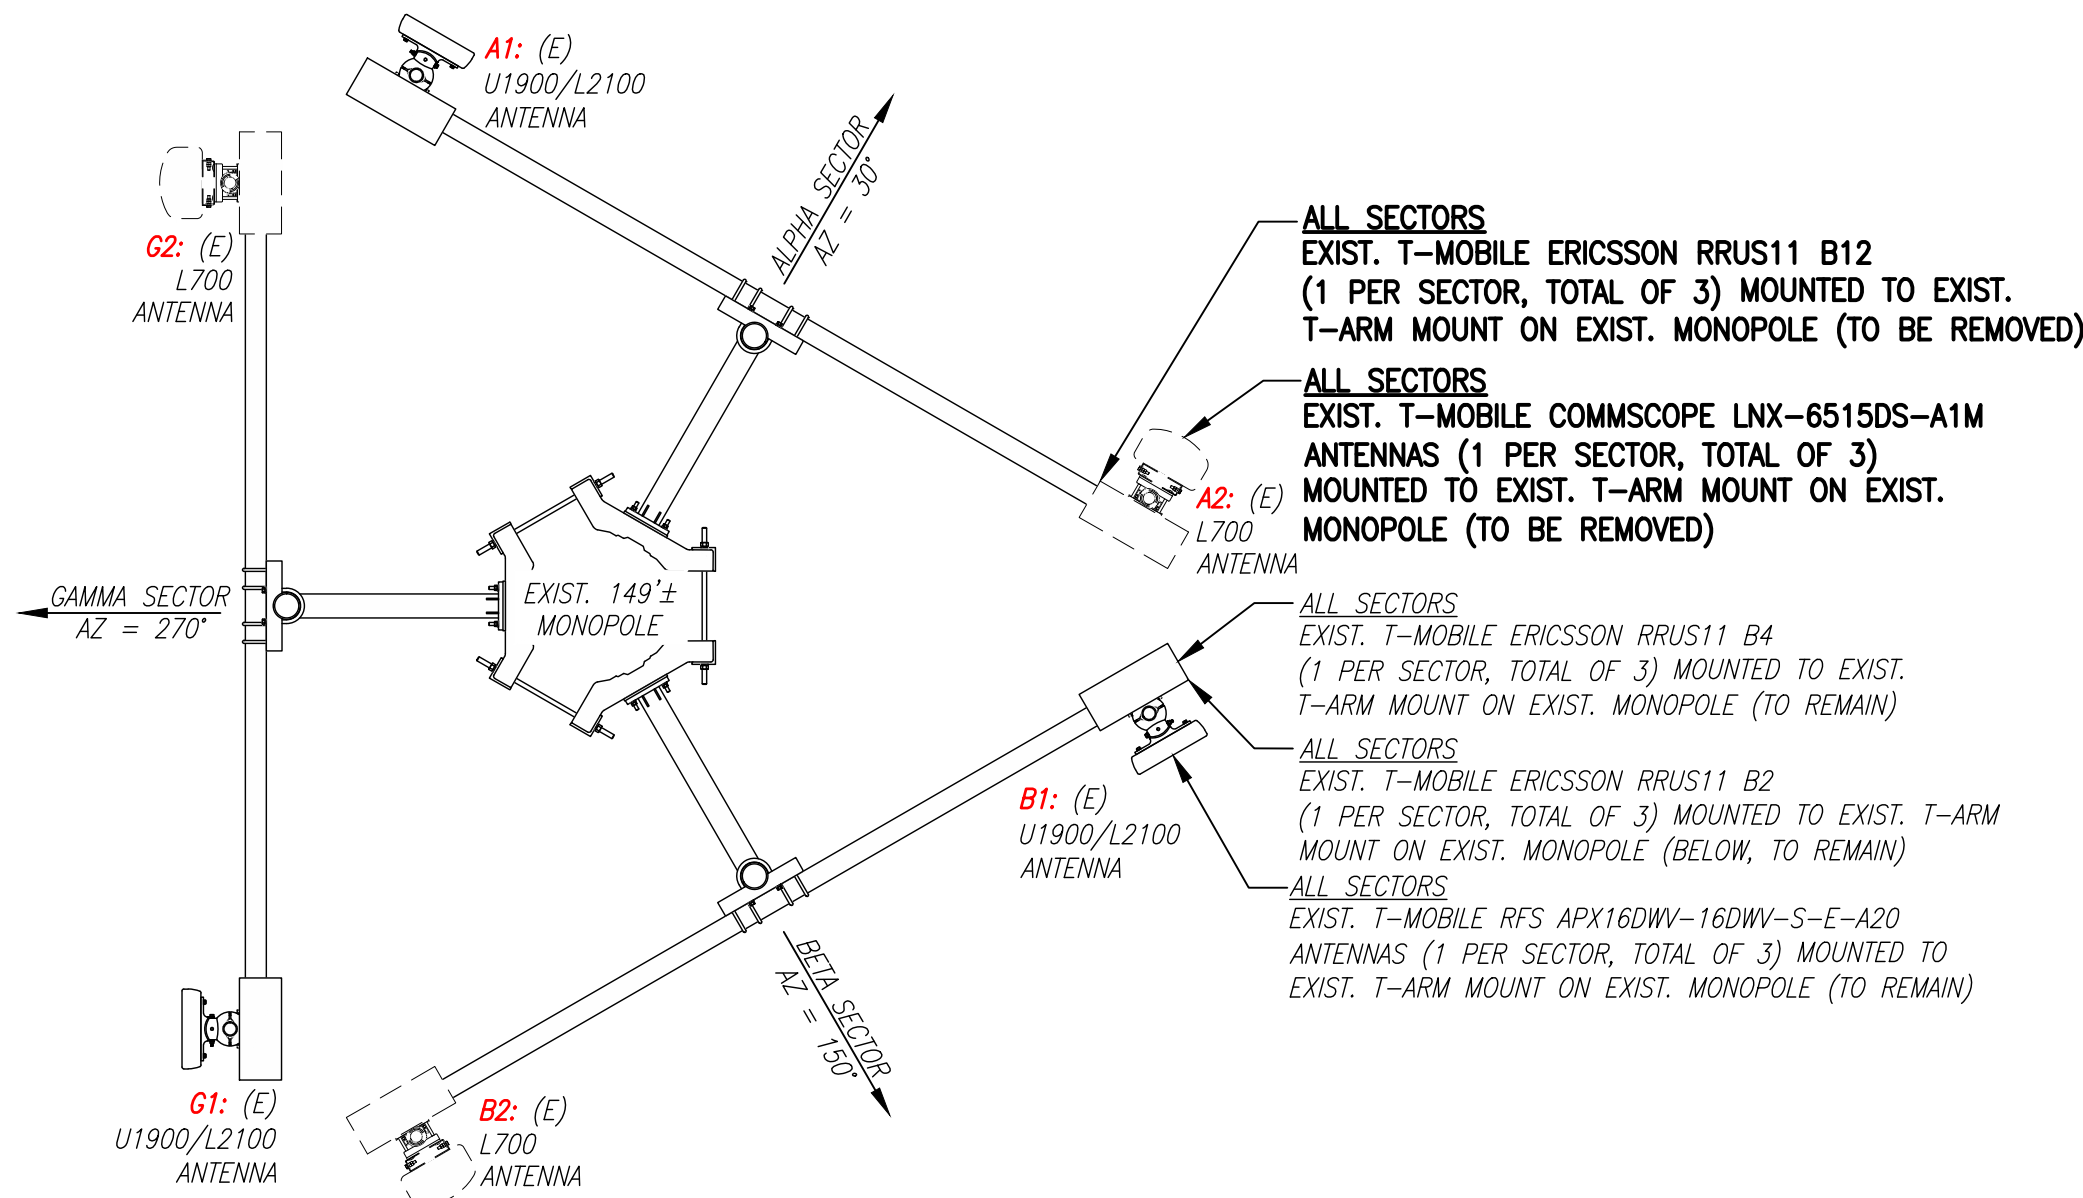 A1: (E)
U1900/L2100
ANTENNA
ALPHA SECTOR
AZ = 30°
G2: (E)
L700
ANTENNA
ALL SECTORS
EXIST. T-MOBILE ERICSSON RRUS11 B12
(1 PER SECTOR, TOTAL OF 3) MOUNTED TO EXIST.
T-ARM MOUNT ON EXIST. MONOPOLE (TO BE REMOVED)
ALL SECTORS
EXIST. T-MOBILE COMMSCOPE LNX-6515DS-A1M
ANTENNAS (1 PER SECTOR, TOTAL OF 3)
MOUNTED TO EXIST. T-ARM MOUNT ON EXIST.
MONOPOLE (TO BE REMOVED)
A2: (E)
L700
ANTENNA
GAMMA SECTOR
AZ = 270°
EXIST. 149'±
MONOPOLE
ALL SECTORS
EXIST. T-MOBILE ERICSSON RRUS11 B4
(1 PER SECTOR, TOTAL OF 3) MOUNTED TO EXIST.
T-ARM MOUNT ON EXIST. MONOPOLE (TO REMAIN)
ALL SECTORS
EXIST. T-MOBILE ERICSSON RRUS11 B2
(1 PER SECTOR, TOTAL OF 3) MOUNTED TO EXIST. T-ARM
MOUNT ON EXIST. MONOPOLE (BELOW, TO REMAIN)
B1: (E)
U1900/L2100
ANTENNA
ALL SECTORS
EXIST. T-MOBILE RFS APX16DWV-16DWV-S-E-A20
ANTENNAS (1 PER SECTOR, TOTAL OF 3) MOUNTED TO
EXIST. T-ARM MOUNT ON EXIST. MONOPOLE (TO REMAIN)
BETA SECTOR
AZ = 150°
G1: (E)
U1900/L2100
ANTENNA
B2: (E)
L700
ANTENNA